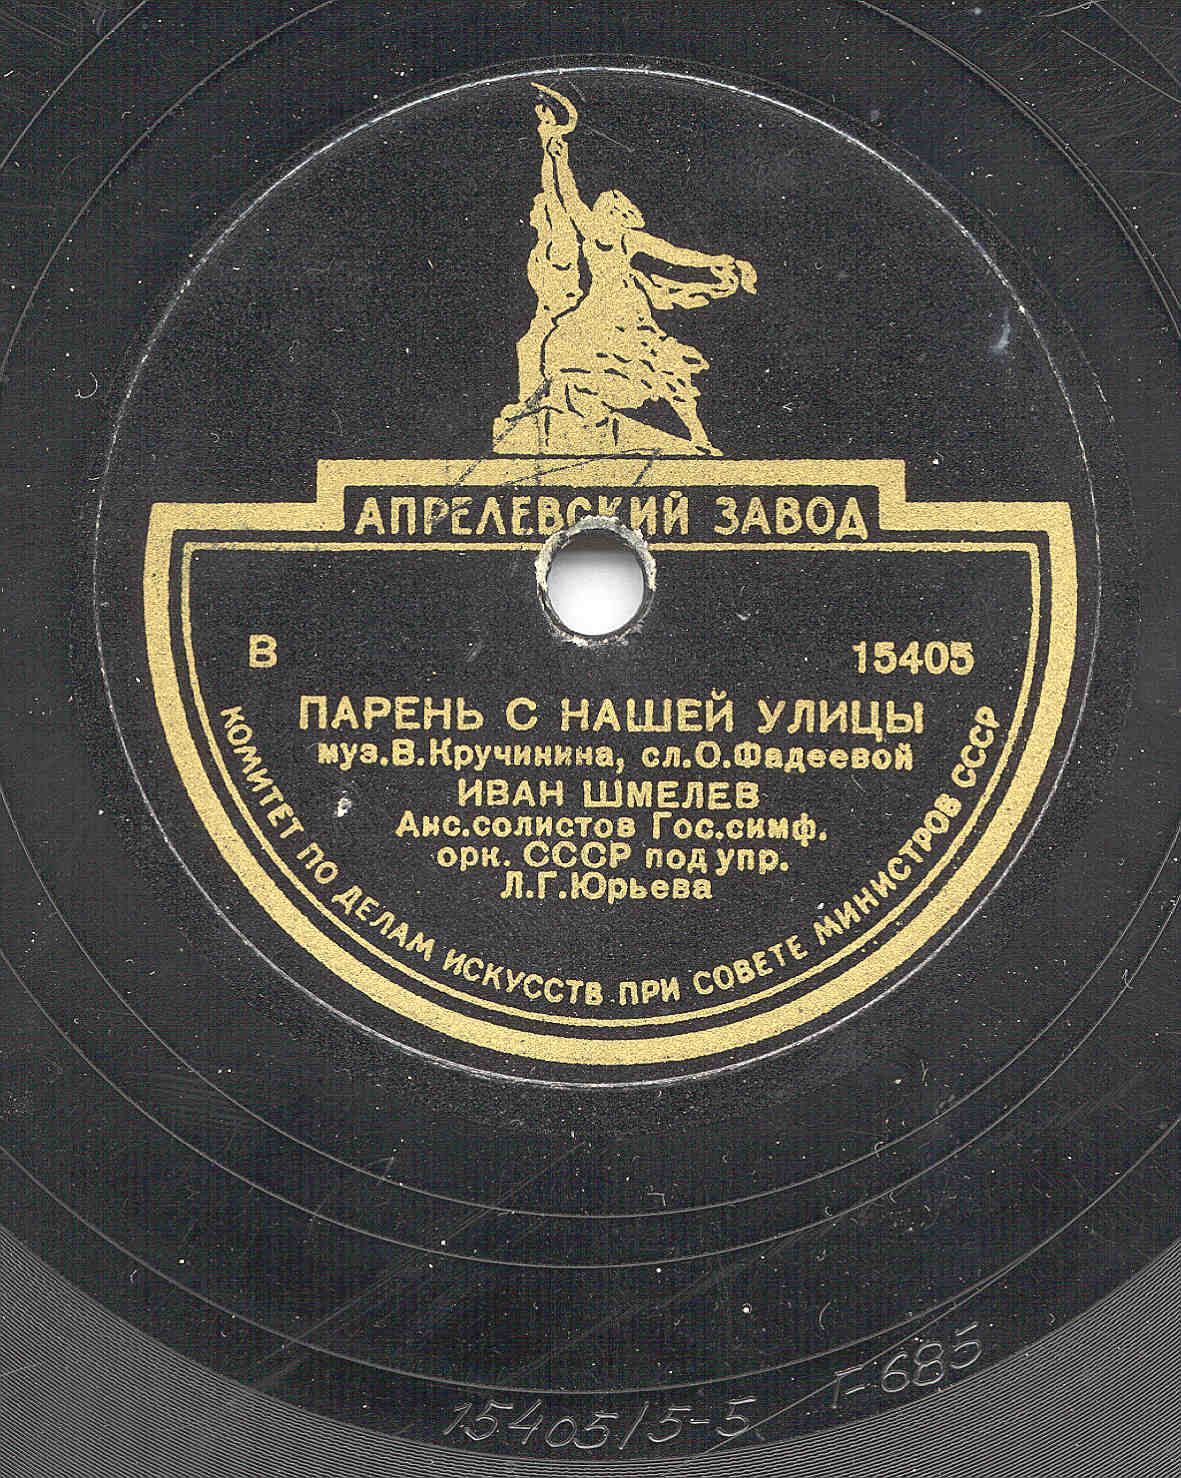 АПРЕЛЕВСКИЙ ЗАВОД
В 15405
ПАРЕНЬ С НАШЕЙ УЛИЦЫ
муз.В.Кручинина, сл.О.Фадеевой
ИВАН ШМЕЛЕВ
Анс.солистов Гос.симф.
орк. СССР под упр.
Л.Г.Юрьева
КОМИТЕТ ПО ДЕЛАМ ИСКУССТВ ПРИ СОВЕТЕ МИНИСТРОВ СССР
15405/5-5 Г-685